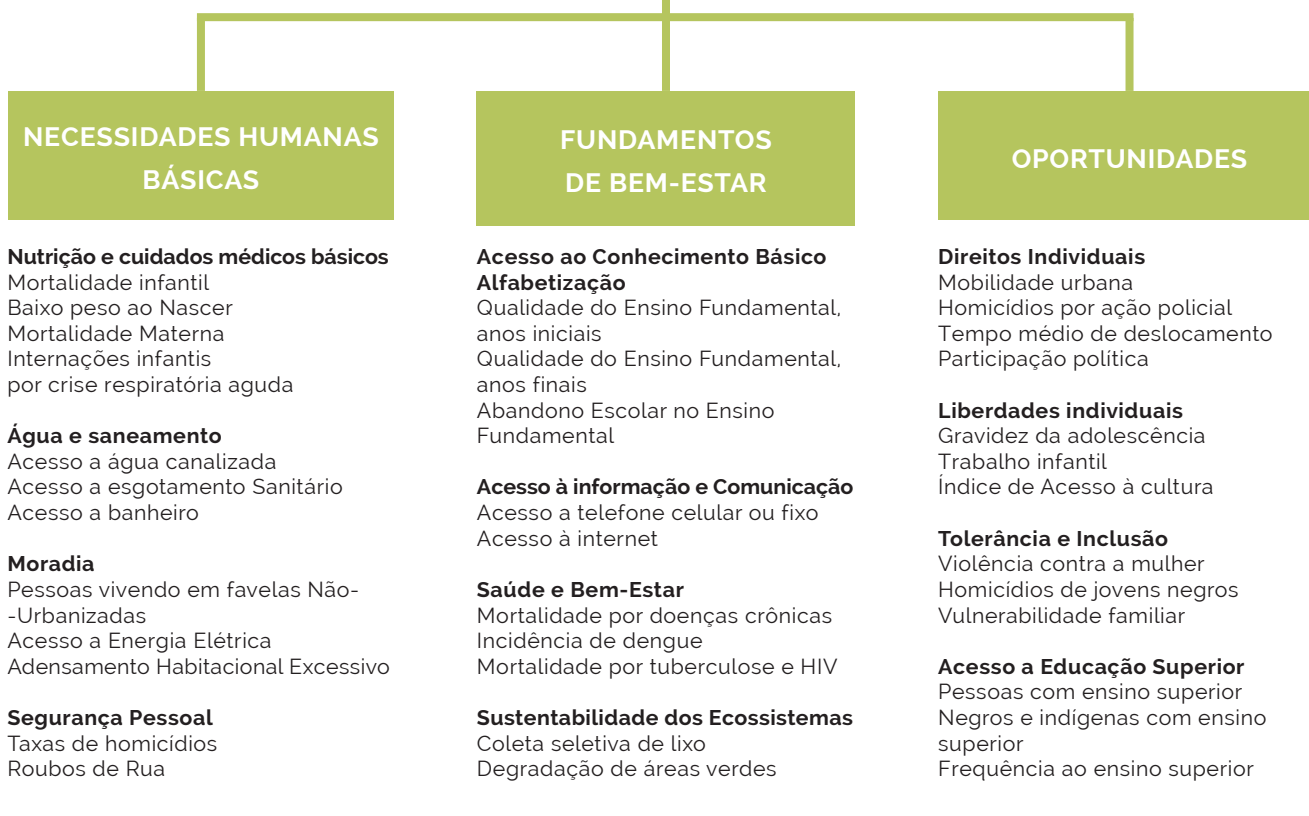 NECESSIDADES HUMANAS
BÁSICAS
Nutrição e cuidados médicos básicos
Mortalidade infantil
Baixo peso ao Nascer
Mortalidade Materna
Internações infantis
por crise respiratória aguda
Água e saneamento
Acesso a água canalizada
Acesso a esgotamento Sanitário
Acesso a banheiro
Moradia
Pessoas vivendo em favelas Não-
-Urbanizadas
Acesso a Energia Elétrica
Adensamento Habitacional Excessivo
Segurança Pessoal
Taxas de homicídios
Roubos de Rua
FUNDAMENTOS
DE BEM-ESTAR
Acesso ao Conhecimento Básico
Alfabetização
Qualidade do Ensino Fundamental,
anos iniciais
Qualidade do Ensino Fundamental,
anos finais
Abandono Escolar no Ensino
Fundamental
Acesso à informação e Comunicação
Acesso a telefone celular ou fixo
Acesso à internet
Saúde e Bem-Estar
Mortalidade por doenças crônicas
Incidência de dengue
Mortalidade por tuberculose e HIV
Sustentabilidade dos Ecossistemas
Coleta seletiva de lixo
Degradação de áreas verdes
OPORTUNIDADES
Direitos Individuais
Mobilidade urbana
Homicídios por ação policial
Tempo médio de deslocamento
Participação política
Liberdades individuais
Gravidez da adolescência
Trabalho infantil
Índice de Acesso à cultura
Tolerância e Inclusão
Violência contra a mulher
Homicídios de jovens negros
Vulnerabilidade familiar
Acesso a Educação Superior
Pessoas com ensino superior
Negros e indígenas com ensino
superior
Frequência ao ensino superior